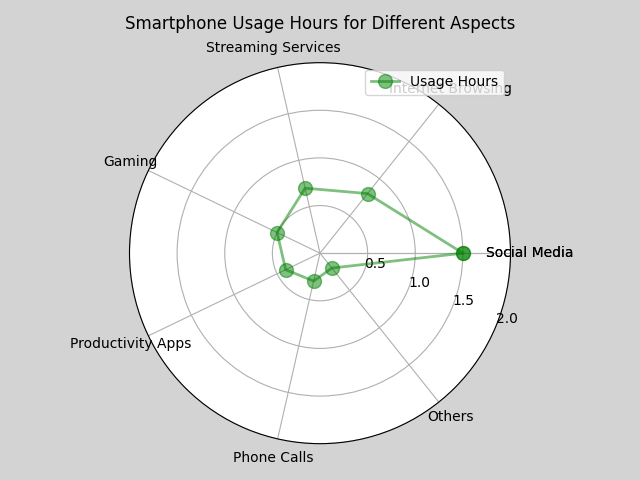 Smartphone Usage Hours for Different Aspects
Streaming Services
Usage Hours
Internet Browsing
Gaming
Social Media
0.5
1.0
1.5
2.0
Productivity Apps
Others
Phone Calls